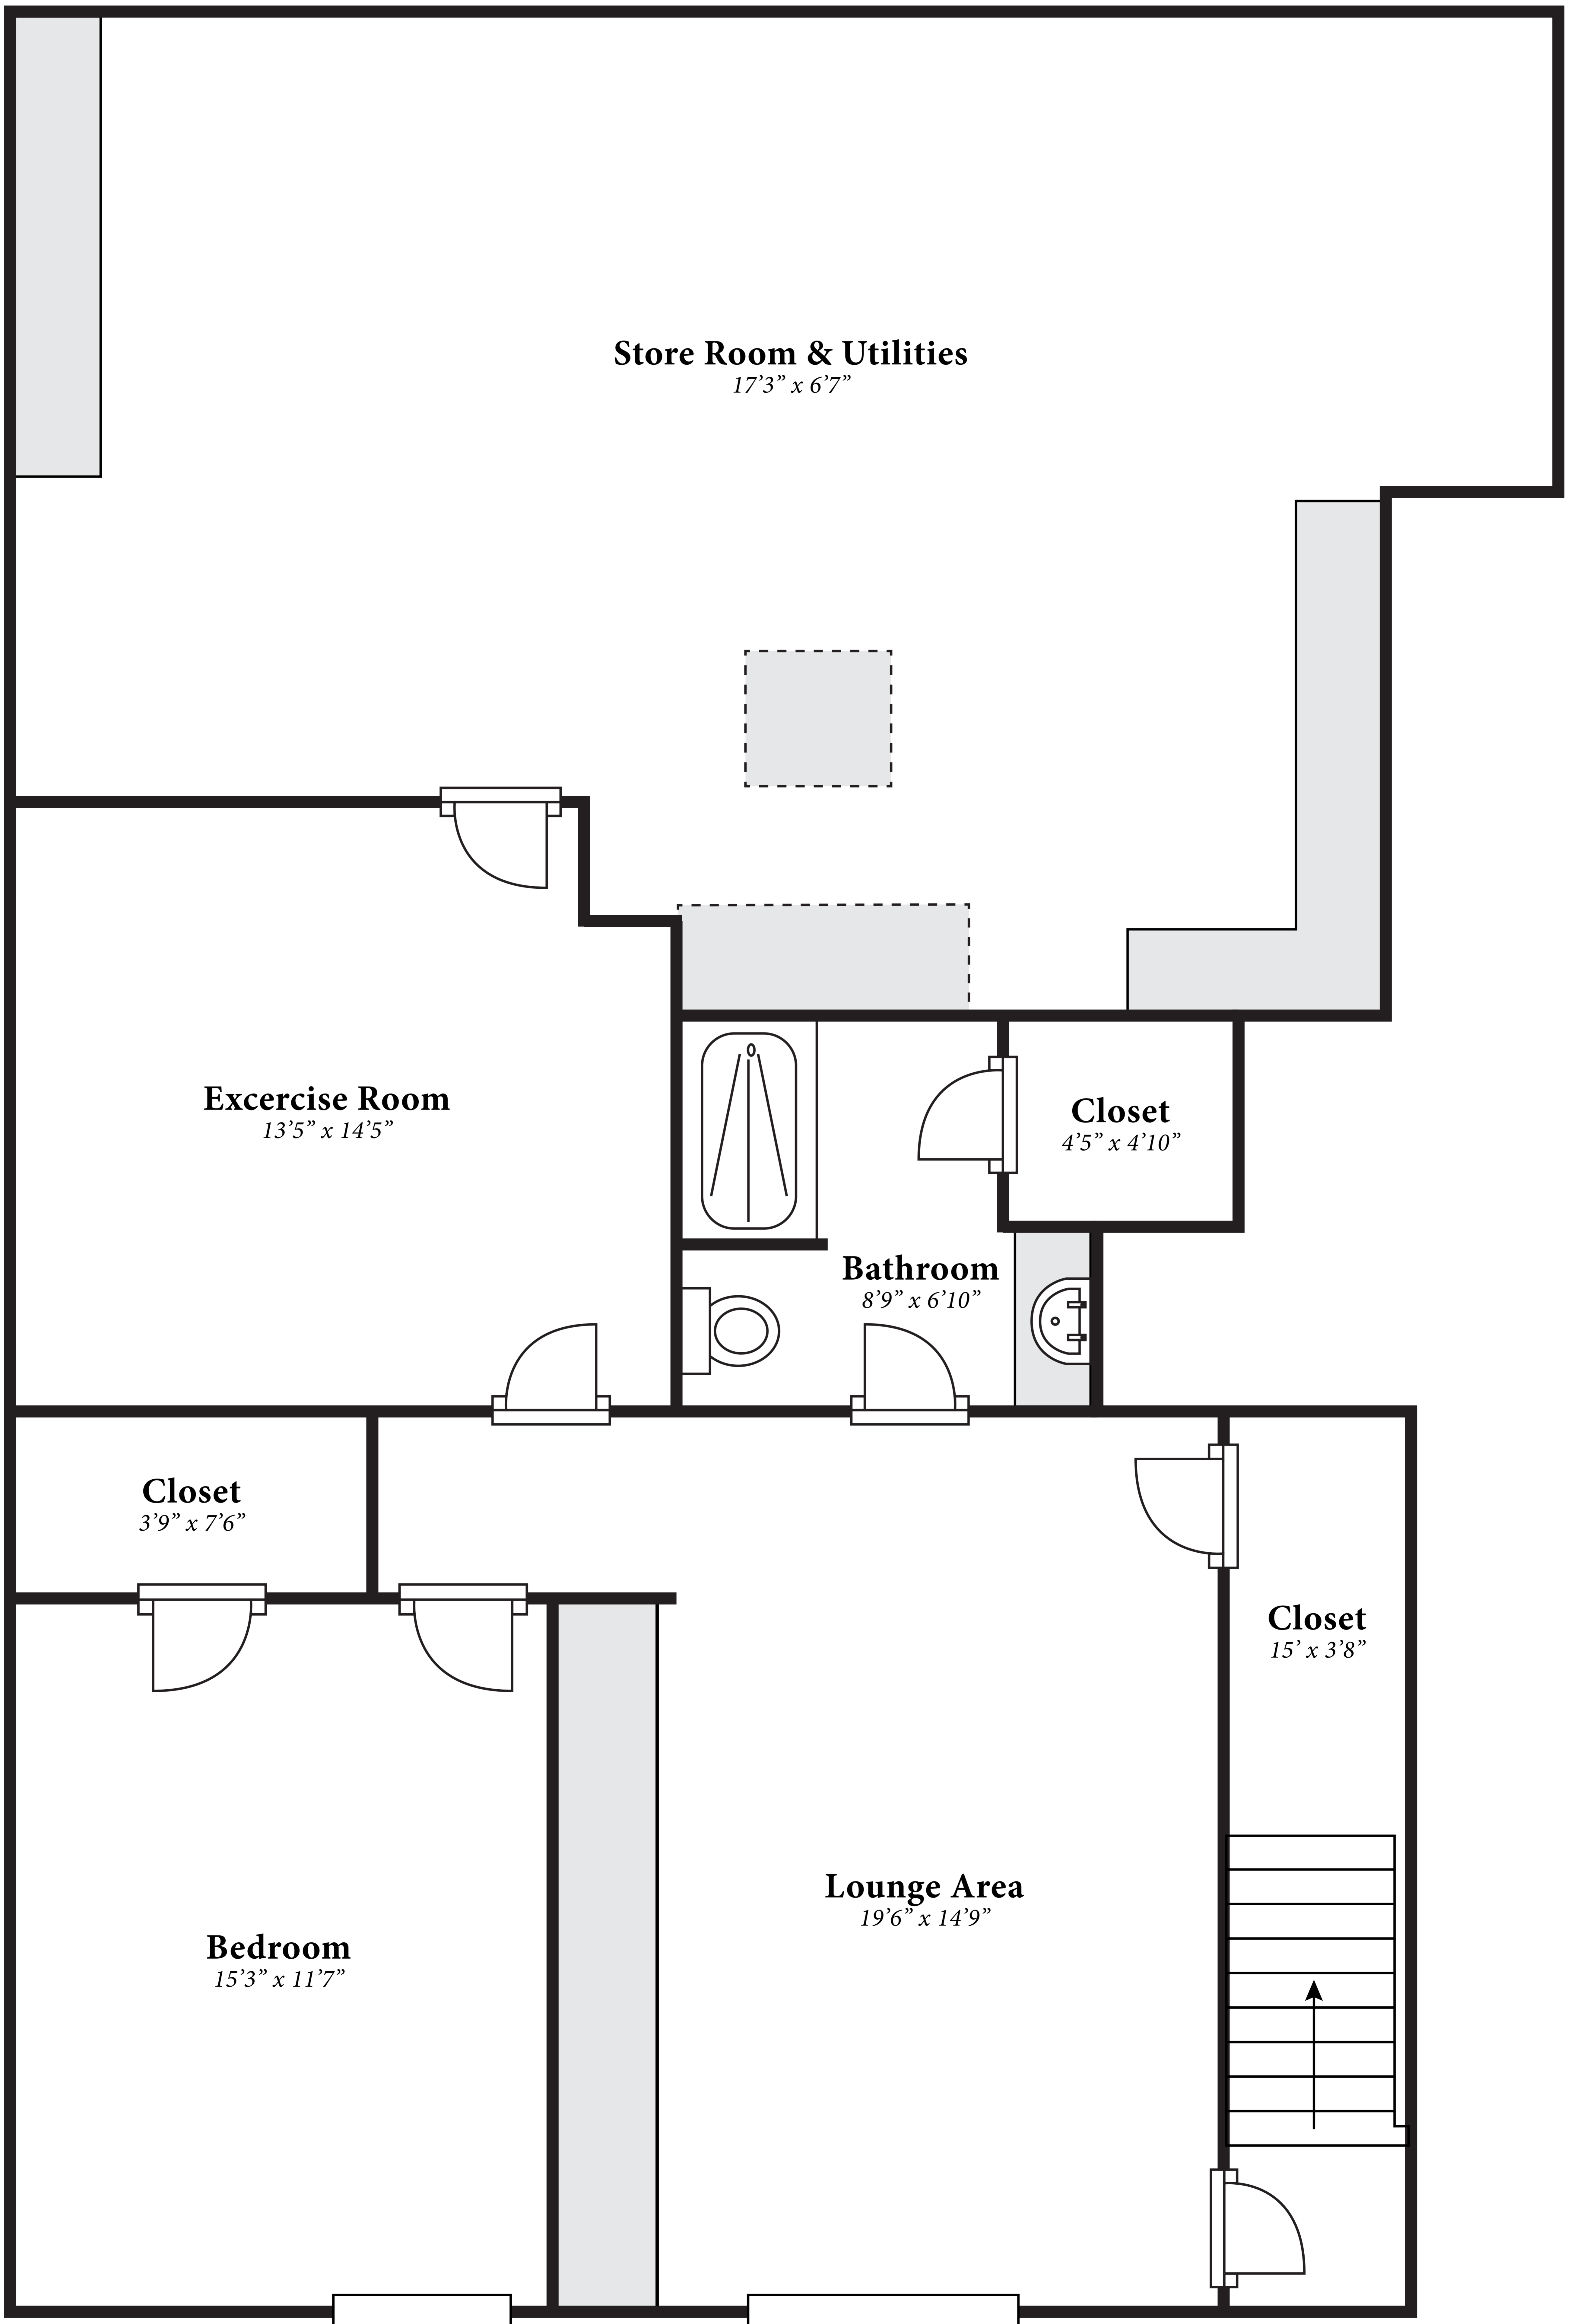 Store Room & Utilities
17’3” x 6’7”
Excercise Room
13’5” x 14’5”
Closet
4’5” x 4’10”
Bathroom
8’9” x 6’10”
Closet
3’9” x 7’6”
Closet
15’ x 3’8”
Lounge Area
19’6” x 14’9”
Bedroom
15’3” x 11’7”